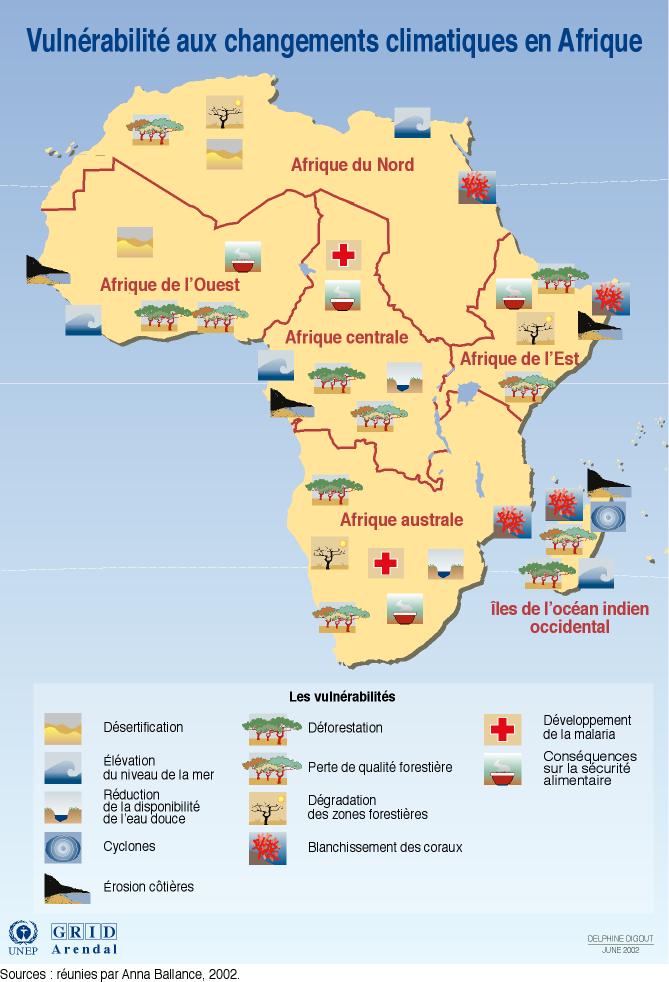 Vulnérabilité aux changements climatiques en Afrique
Afrique du Nord
Afrique de l'Ouest
Afrique centrale
Afrique de l'Est
Afrique australe
îles de l'océan indien
occidental
Les vulnérabilités
Désertification
Élévation
du niveau de la mer
Réduction
de la disponibilité
de l'eau douce
Cyclones
Érosion côtières
Déforestation
Perte de qualité forestière
Dégradation
des zones forestières
Blanchissement des coraux
Développement
de la malaria
Conséquences
sur la sécurité
alimentaire
UNEP
GRID
Arendal
DELPHINE DIGOUT
JUNE 2002
Sources : réunies par Anna Ballance, 2002.